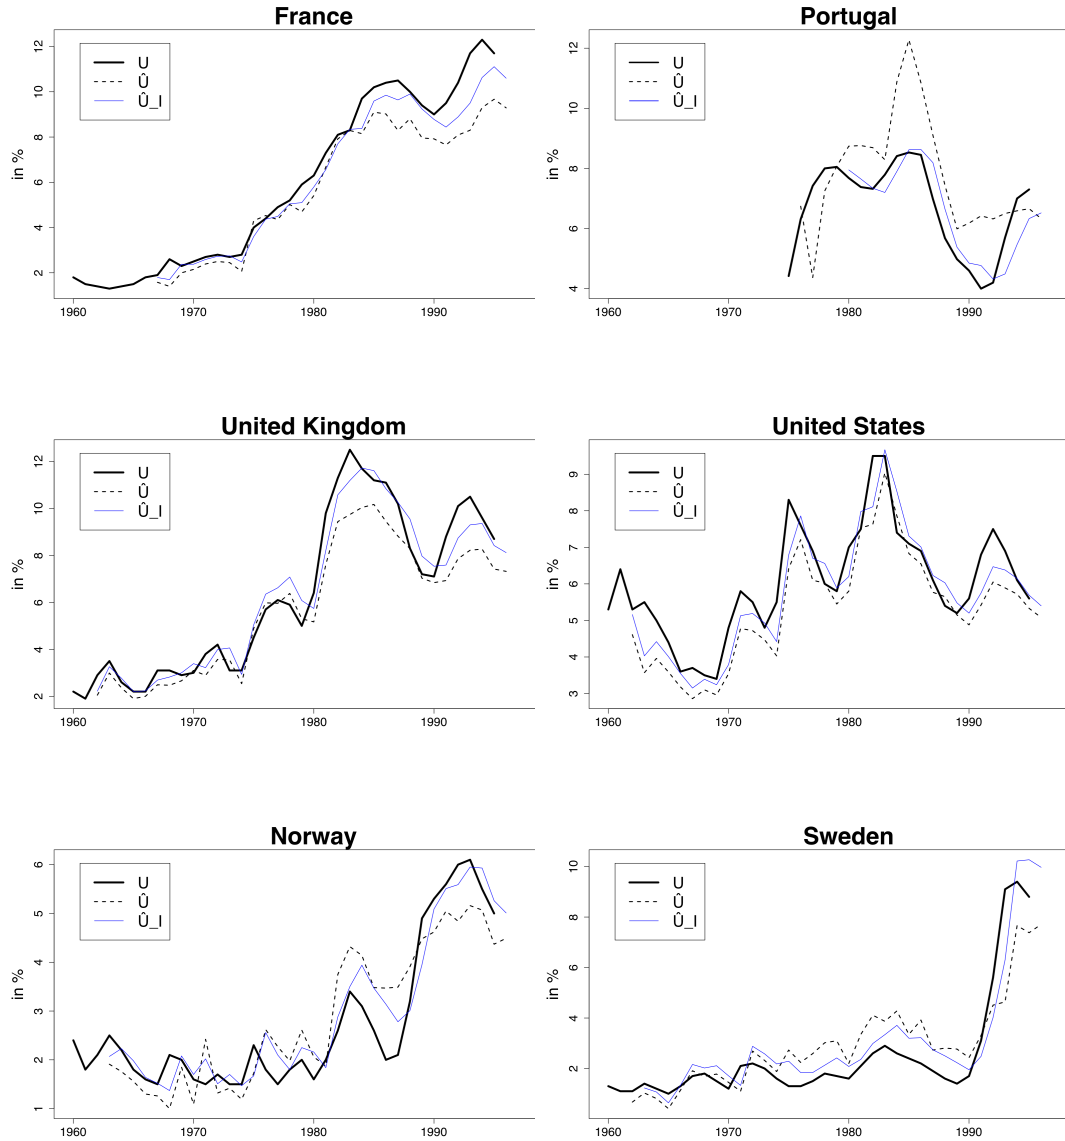 France
U
Û
Û_I
in %
2
4
6
8
10
12
1960
1970
1980
1990
Portugal
U
Û
Û_I
in %
4
6
8
10
12
1960
1970
1980
1990
United Kingdom
U
Û
Û_I
in %
2
4
6
8
10
12
1960
1970
1980
1990
United States
U
Û
Û_I
in %
3
4
5
6
7
8
9
1960
1970
1980
1990
Norway
U
Û
Û_I
in %
1
2
3
4
5
6
1960
1970
1980
1990
Sweden
U
Û
Û_I
in %
2
4
6
8
10
1960
1970
1980
1990